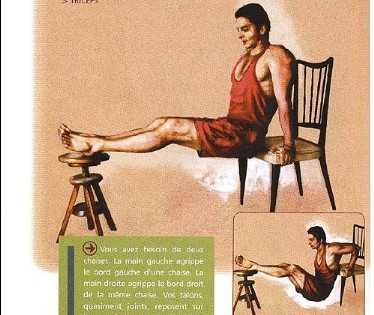 > TRICEPS
Vous avez besoin de deux
chaises. La main gauche agrippe
le bord gauche d'une chaise. La
main droite agrippe le bord droit
de la même chaise. Vos talons,
quasiment joints, reposent sur